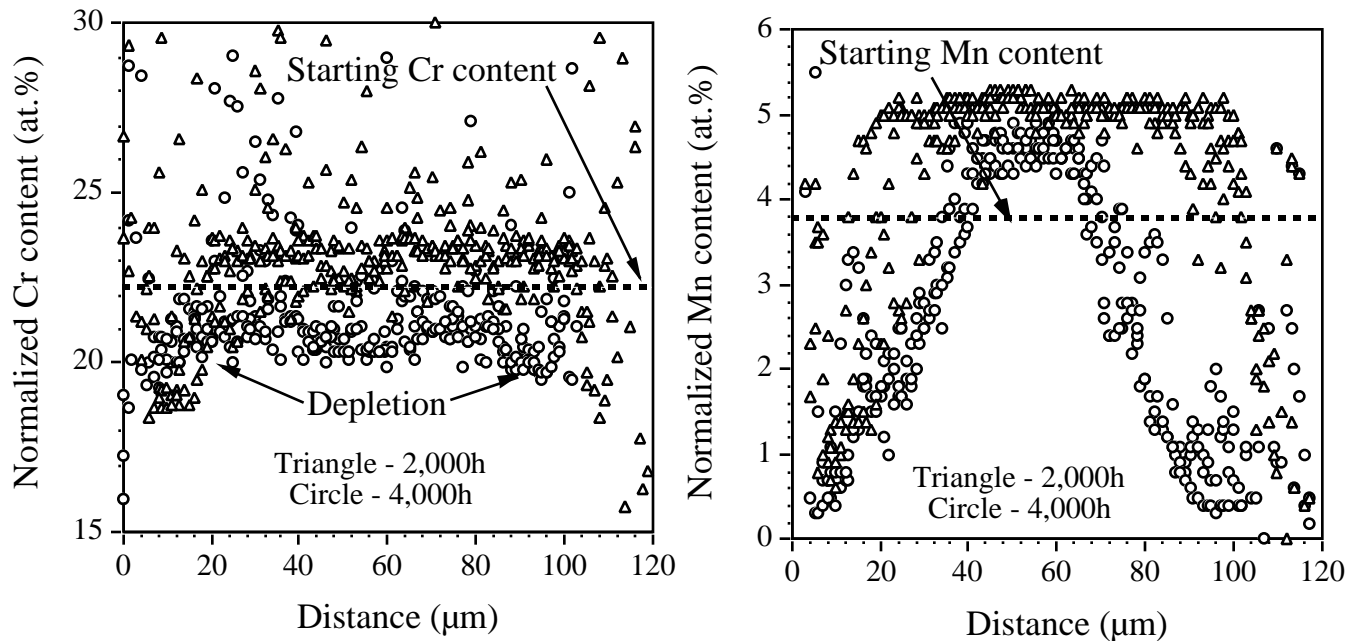 30
25
20
15
Normalized Cr content (at.%)
Starting Cr content
Depletion
Triangle - 2,000h
Circle - 4,000h
0 20 40 60 80 100 120
Distance (μm)
6
5
4
3
2
1
0
Normalized Mn content (at.%)
Starting Mn content
Triangle - 2,000h
Circle - 4,000h
0 20 40 60 80 100 120
Distance (μm)